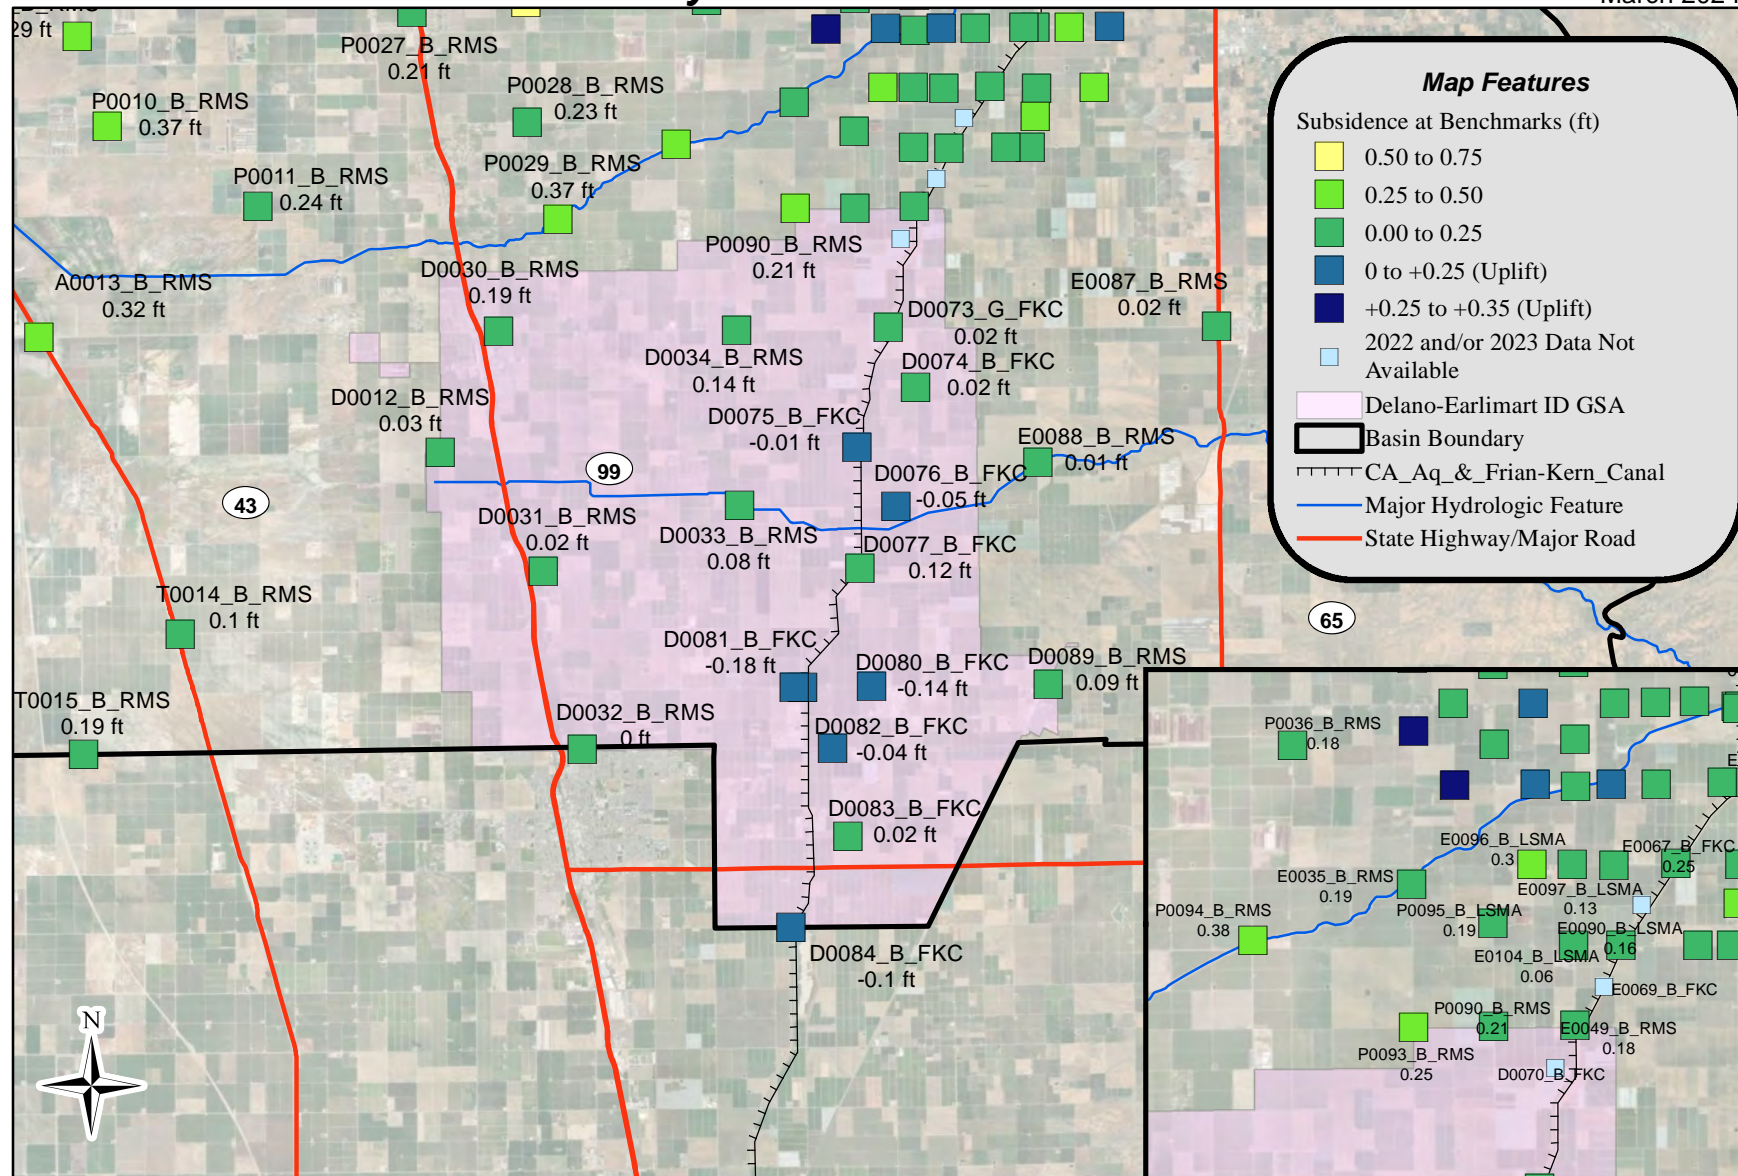 March 2024
29 ft
P0027_B_RMS
0.21 ft
P0010_B_RMS
0.37 ft
P0028_B_RMS
0.23 ft
P0011_B_RMS
0.24 ft
P0029_B_RMS
0.37 ft
P0090_B_RMS
0.21 ft
A0013_B_RMS
0.32 ft
D0030_B_RMS
0.19 ft
E0087_B_RMS
0.02 ft
D0073_G_FKC
0.02 ft
D0034_B_RMS
0.14 ft
D0074_B_FKC
0.02 ft
D0012_B_RMS
0.03 ft
D0075_B_FKC
-0.01 ft
E0088_B_RMS
0.01 ft
D0076_B_FKC
-0.05 ft
99
43
D0031_B_RMS
0.02 ft
D0033_B_RMS
0.08 ft
D0077_B_FKC
0.12 ft
T0014_B_RMS
0.1 ft
65
D0081_B_FKC
-0.18 ft
D0080_B_FKC
-0.14 ft
D0089_B_RMS
0.09 ft
T0015_B_RMS
0.19 ft
D0032_B_RMS
0 ft
D0082_B_FKC
-0.04 ft
D0083_B_FKC
0.02 ft
D0084_B_FKC
-0.1 ft
N
Map Features
Subsidence at Benchmarks (ft)
0.50 to 0.75
0.25 to 0.50
0.00 to 0.25
0 to +0.25 (Uplift)
+0.25 to +0.35 (Uplift)
2022 and/or 2023 Data Not
Available
Delano-Earlimart ID GSA
Basin Boundary
CA_Aq_&_Frian-Kern_Canal
Major Hydrologic Feature
State Highway/Major Road
P0036_B_RMS
0.18
E0096_B_LSMA
0.3
E0067_B_FKC
0.25
E0035_B_RMS
0.19
E0097_B_LSMA
0.13
P0094_B_RMS
0.38
P0095_B_LSMA
0.19
E0090_B_LSMA
0.16
E0104_B_LSMA
0.06
E0069_B_FKC
P0090_B_RMS
0.21
E0049_B_RMS
0.18
P0093_B_RMS
0.25
D0070_B_FKC